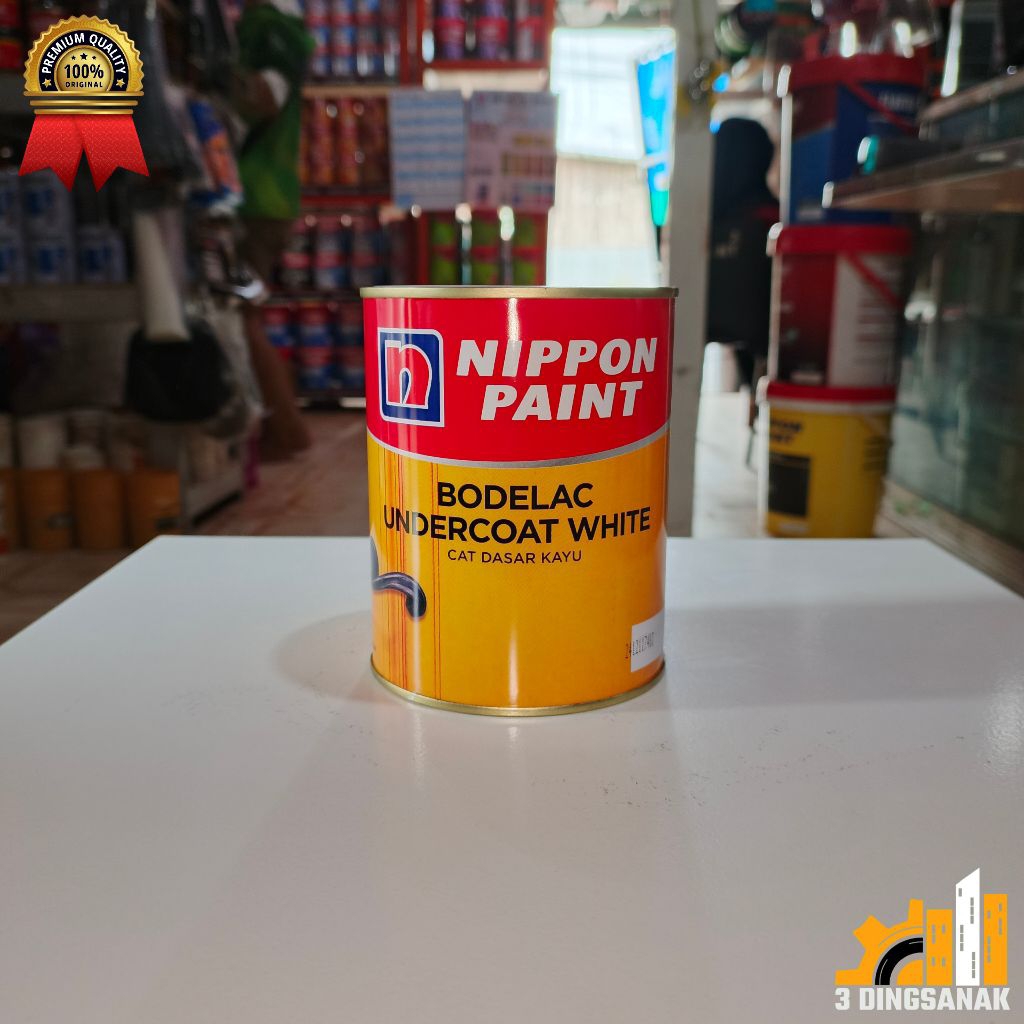 PREMIUM QUALITY
100%
ORIGINAL
n
NIPPON
PAINT
BODELAC
UNDERCOAT WHITE
CAT DASAR KAYU
3 DINGSANAK